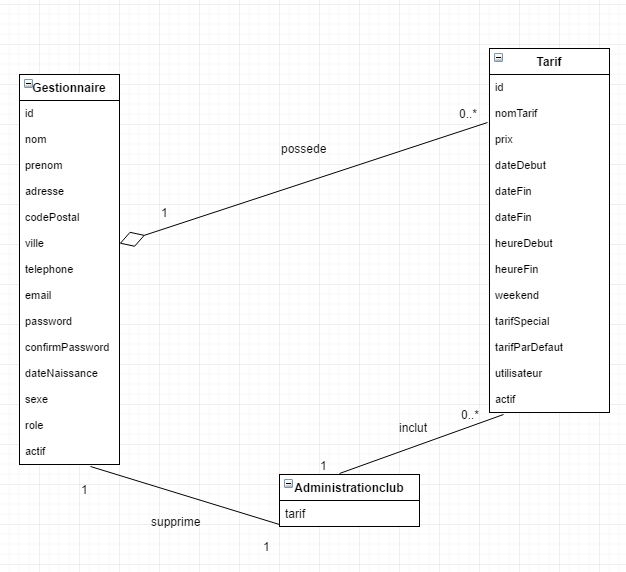 Gestionnaire
id
nom
prenom
adresse
codePostal
ville
telephone
email
password
confirmPassword
dateNaissance
sexe
role
actif
Tarif
id
nomTarif
prix
dateDebut
dateFin
dateFin
heureDebut
heureFin
weekend
tarifSpecial
tarifParDefaut
utilisateur
actif
possede
1
0..*
inclut
0..*
1
Administrationclub
tarif
supprime
1
1